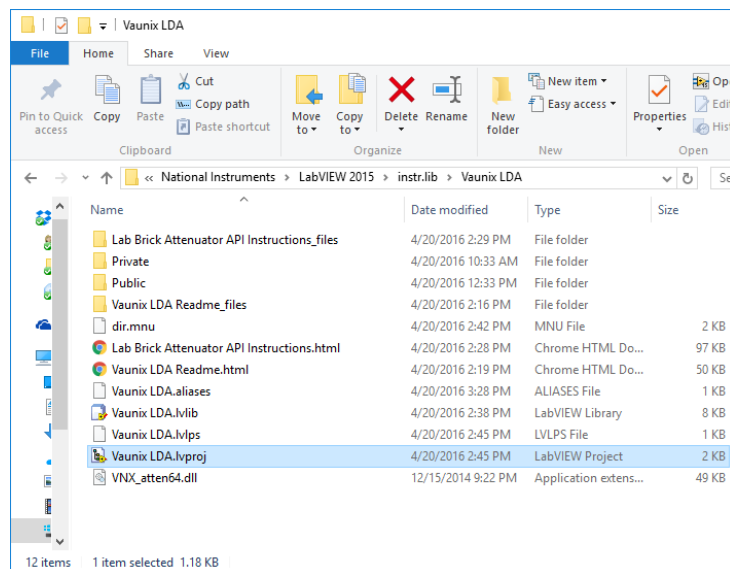 Vaunix LDA
File Home Share View
Pin to Quick access
Copy
Paste
Cut
Copy path
Paste shortcut
Clipboard
Move to
Copy to
Delete
Rename
Organize
New folder
New item
Easy access
New
Properties
Ope
Edit
Hist
Open
« National Instruments > LabVIEW 2015 > instr.lib > Vaunix LDA
Se
Name Date modified Type Size
Lab Brick Attenuator API Instructions_files 4/20/2016 2:29 PM File folder
Private 4/20/2016 10:33 AM File folder
Public 4/20/2016 12:33 PM File folder
Vaunix LDA Readme_files 4/20/2016 2:16 PM File folder
dir.mnu 4/20/2016 2:42 PM MNU File 2 KB
Lab Brick Attenuator API Instructions.html 4/20/2016 2:28 PM Chrome HTML Do... 97 KB
Vaunix LDA Readme.html 4/20/2016 2:19 PM Chrome HTML Do... 50 KB
Vaunix LDA.aliases 4/20/2016 3:28 PM ALIASES File 1 KB
Vaunix LDA.lvlib 4/20/2016 2:38 PM LabVIEW Library 8 KB
Vaunix LDA.lvlps 4/20/2016 2:45 PM LVLPS File 1 KB
Vaunix LDA.lvproj 4/20/2016 2:45 PM LabVIEW Project 2 KB
VNX_atten64.dll 12/15/2014 9:22 PM Application extens... 49 KB
12 items 1 item selected 1.18 KB